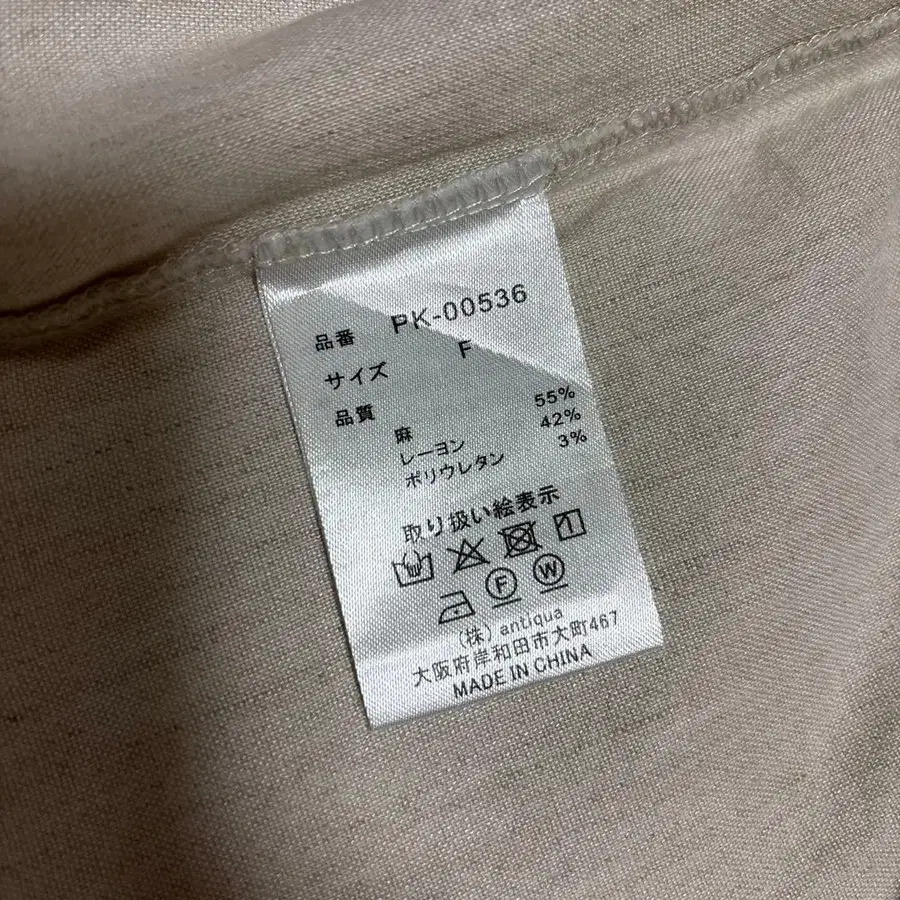 品番 PK-00536
サイズ F
品質
麻 55%
レーヨン 42%
ポリウレタン 3%
取り扱い絵表示
F W
(株) antiqua
大阪府岸和田市大町467
MADE IN CHINA